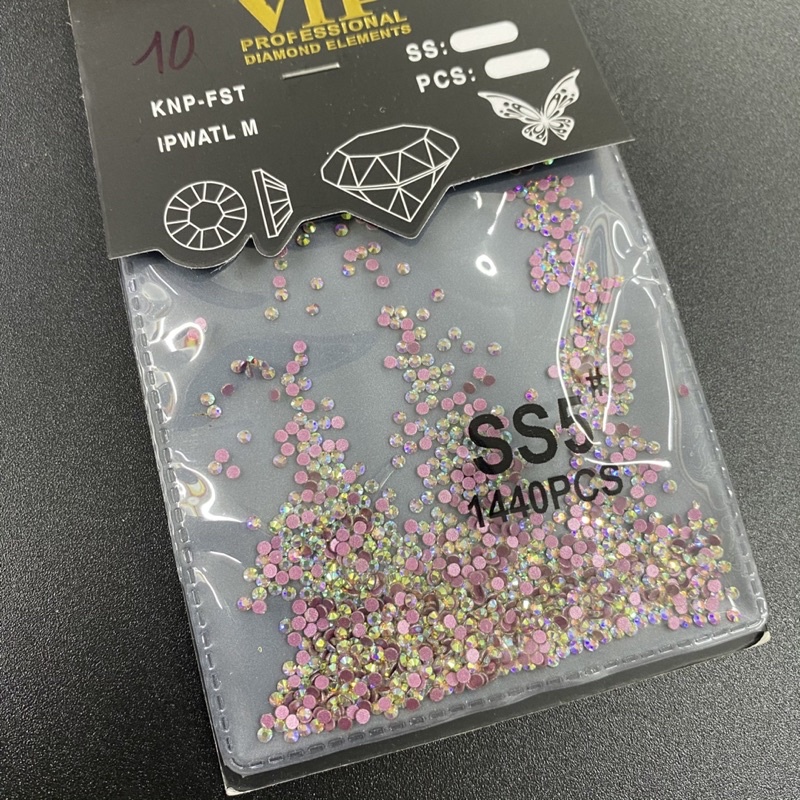 10
VIP
PROFESSIONAL
DIAMOND ELEMENTS
SS:
PCS:
KNP-FST
IPWATL M
SS5#
1440PCS